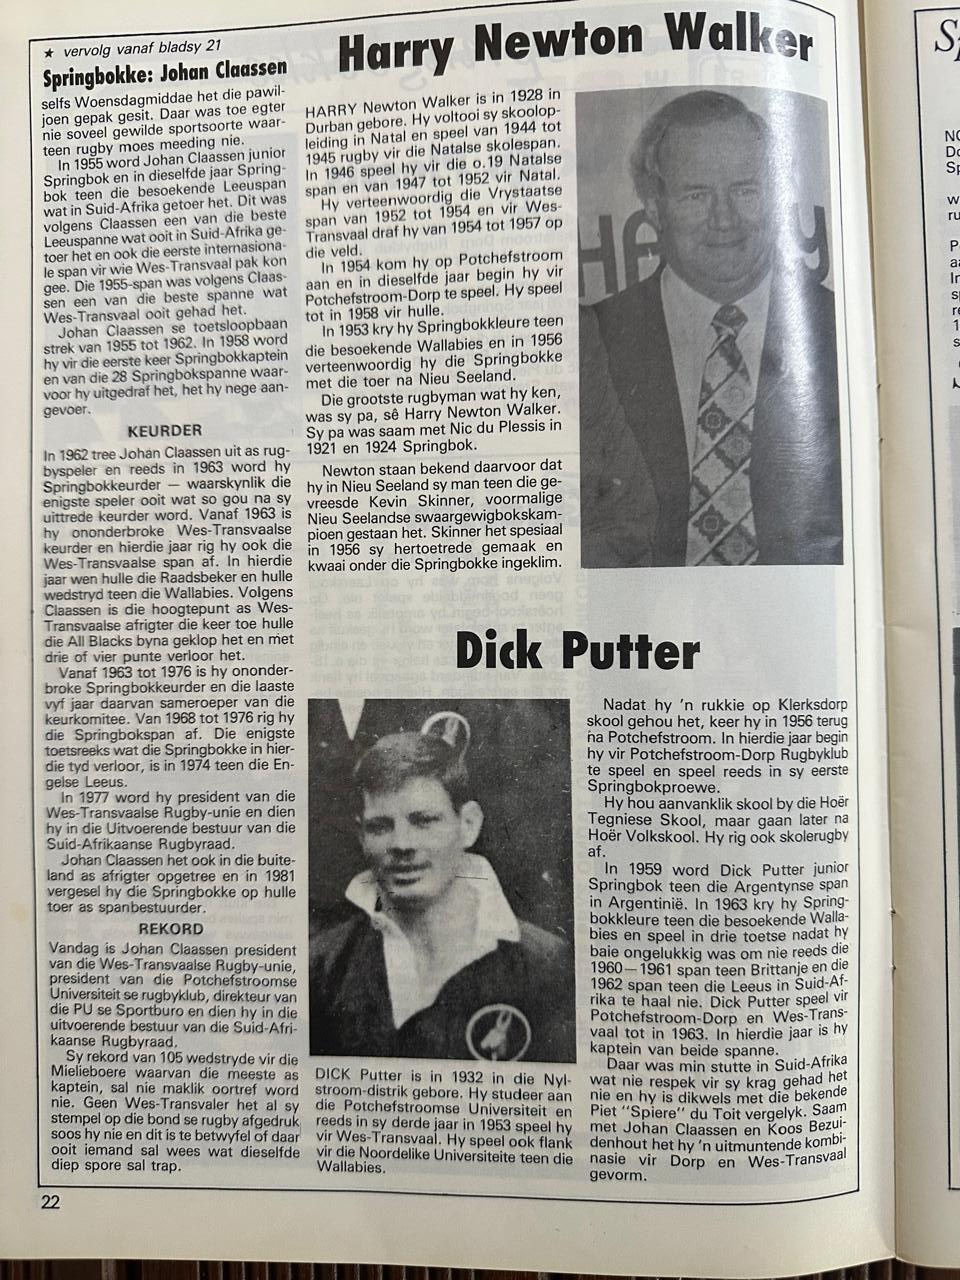 ★ vervolg vanaf bladsy 21
Springbokke: Johan Claassen
selfs Woensdagmiddae het die pawil-
joen gepak gesit. Daar was toe egter
nie soveel gewilde sportsoorte waar-
teen rugby moes meeding nie.
In 1955 word Johan Claassen junior
Springbok en in dieselfde jaar Spring-
bok teen die besoekende Leeuspan
wat in Suid-Afrika getoer het. Dit was
volgens Claassen een van die beste
Leeuspanne wat ooit in Suid-Afrika ge-
toer het en ook die eerste internasiona-
le span vir wie Wes-Transvaal pak kon
gee. Die 1955-span was volgens Claas-
sen een van die beste spanne wat
Wes-Transvaal ooit gehad het.
Johan Claassen se toetsloopbaan
strek van 1955 tot 1962. In 1958 word
hy vir die eerste keer Springbokkaptein
en van die 28 Springbokspanne waar-
voor hy uitgedraf het, het hy nege aan-
gevoer.
KEURDER
In 1962 tree Johan Claassen uit as rug-
byspeler en reeds in 1963 word hy
Springbokkeurder — waarskynlik die
enigste speler ooit wat so gou na sy
uittrede keurder word. Vanaf 1963 is
hy ononderbroke Wes-Transvaalse
keurder en hierdie jaar rig hy ook die
Wes-Transvaalse span af. In hierdie
jaar wen hulle die Raadsbeker en hulle
wedstryd teen die Wallabies. Volgens
Claassen is die hoogtepunt as Wes-
Transvaalse afrigter die keer toe hulle
die All Blacks byna geklop het en met
drie of vier punte verloor het.
Vanaf 1963 tot 1976 is hy ononder-
broke Springbokkeurder en die laaste
vyf jaar daarvan sameroeper van die
keurkomitee. Van 1968 tot 1976 rig hy
die Springbokspan af. Die enigste
toetsreeks wat die Springbokke in hier-
die tyd verloor, is in 1974 teen die En-
gelse Leeus.
In 1977 word hy president van die
Wes-Transvaalse Rugby-unie en dien
hy in die Uitvoerende bestuur van die
Suid-Afrikaanse Rugbyraad.
Johan Claassen het ook in die buite-
land as afrigter opgetree en in 1981
vergesel hy die Springbokke op hulle
toer as spanbestuurder.
REKORD
Vandag is Johan Claassen president
van die Wes-Transvaalse Rugby-unie,
president van die Potchefstroomse
Universiteit se rugbyklub, direkteur van
die PU se Sportburo en dien hy in die
uitvoerende bestuur van die Suid-Afri-
kaanse Rugbyraad.
Sy rekord van 105 wedstryde vir die
Mielieboere waarvan die meeste as
kaptein, sal nie maklik oortref word
nie. Geen Wes-Transvaler het al sy
stempel op die bond se rugby afgedruk
soos hy nie en dit is te betwyfel of daar
ooit iemand sal wees wat dieselfde
diep spore sal trap.
22
Harry Newton Walker
HARRY Newton Walker is in 1928 in
Durban gebore. Hy voltooi sy skoolop-
leiding in Natal en speel van 1944 tot
1945 rugby vir die Natalse skolespan.
In 1946 speel hy vir die o.19 Natalse
span en van 1947 tot 1952 vir Natal.
Hy verteenwoordig die Vrystaatse
span van 1952 tot 1954 en vir Wes-
Transvaal draf hy van 1954 tot 1957 op
die veld.
In 1954 kom hy op Potchefstroom
aan en in dieselfde jaar begin hy vir
Potchefstroom-Dorp te speel. Hy speel
tot in 1958 vir hulle.
In 1953 kry hy Springbokkleure teen
die besoekende Wallabies en in 1956
verteenwoordig hy die Springbokke
met die toer na Nieu Seeland.
Die grootste rugbyman wat hy ken,
was sy pa, sê Harry Newton Walker.
Sy pa was saam met Nic du Plessis in
1921 en 1924 Springbok.
Newton staan bekend daarvoor dat
hy in Nieu Seeland sy man teen die ge-
vreesde Kevin Skinner, voormalige
Nieu Seelandse swaargewigbokskam-
pioen gestaan het. Skinner het spesiaal
in 1956 sy hertoetrede gemaak en
kwaai onder die Springbokke ingeklim.
Dick Putter
DICK Putter is in 1932 in die Nyl-
stroom-distrik gebore. Hy studeer aan
die Potchefstroomse Universiteit en
reeds in sy derde jaar in 1953 speel hy
vir Wes-Transvaal. Hy speel ook flank
vir die Noordelike Universiteite teen die
Wallabies.
Nadat hy 'n rukkie op Klerksdorp
skool gehou het, keer hy in 1956 terug
na Potchefstroom. In hierdie jaar begin
hy vir Potchefstroom-Dorp Rugbyklub
te speel en speel reeds in sy eerste
Springbokproewe.
Hy hou aanvanklik skool by die Hoër
Tegniese Skool, maar gaan later na
Hoër Volkskool. Hy rig ook skolerugby
af.
In 1959 word Dick Putter junior
Springbok teen die Argentynse span
in Argentinië. In 1963 kry hy Spring-
bokkleure teen die besoekende Walla-
bies en speel in drie toetse nadat hy
baie ongelukkig was om nie reeds die
1960—1961 span teen Brittanje en die
1962 span teen die Leeus in Suid-Af-
rika te haal nie. Dick Putter speel vir
Potchefstroom-Dorp en Wes-Trans-
vaal tot in 1963. In hierdie jaar is hy
kaptein van beide spanne.
Daar was min stutte in Suid-Afrika
wat nie respek vir sy krag gehad het
nie en hy is dikwels met die bekende
Piet "Spiere" du Toit vergelyk. Saam
met Johan Claassen en Koos Bezui-
denhout het hy 'n uitmuntende kombi-
nasie vir Dorp en Wes-Transvaal
gevorm.